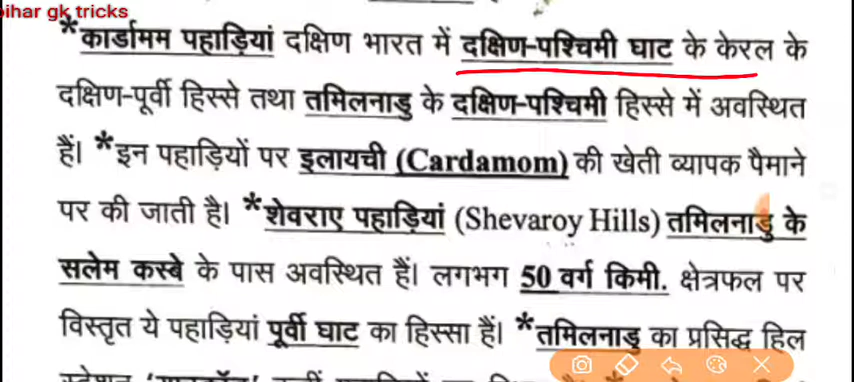 bihar gk tricks
*कार्डामम पहाड़ियां दक्षिण भारत में दक्षिण-पश्चिमी घाट के केरल के
दक्षिण-पूर्वी हिस्से तथा तमिलनाडु के दक्षिण-पश्चिमी हिस्से में अवस्थित
हैं। *इन पहाड़ियों पर इलायची (Cardamom) की खेती व्यापक पैमाने
पर की जाती है। *शेवराए पहाड़ियां (Shevaroy Hills) तमिलनाडु के
सलेम कस्बे के पास अवस्थित हैं। लगभग 50 वर्ग किमी. क्षेत्रफल पर
विस्तृत ये पहाड़ियां पूर्वी घाट का हिस्सा हैं। *तमिलनाडु का प्रसिद्ध हिल